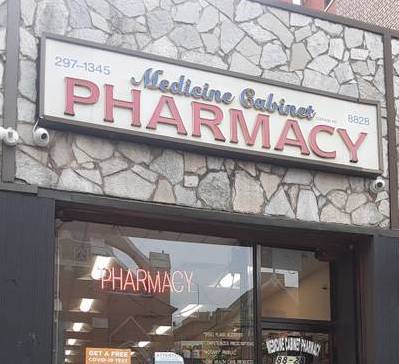 297-1345
Medicine Cabinet
PHARMACY
8828
PHARMACY
MEDICINE CABINET PHARMACY
88-28
GET A FREE
COVID-19 TEST